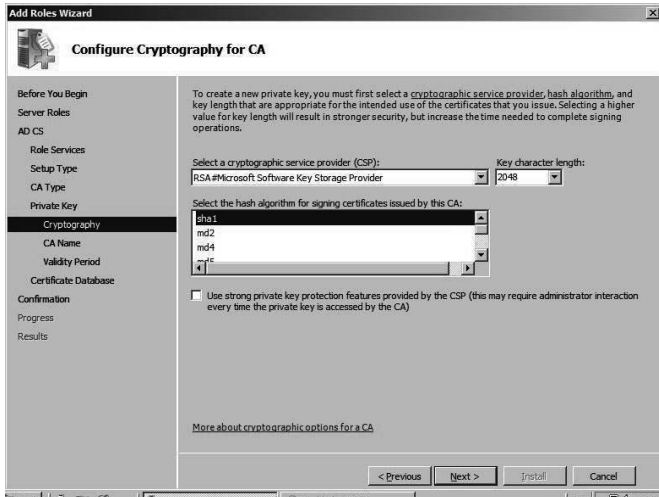 Add Roles Wizard
Configure Cryptography for CA
Before You Begin
Server Roles
AD CS
Role Services
Setup Type
CA Type
Private Key
Cryptography
CA Name
Validity Period
Certificate Database
Confirmation
Progress
Results
To create a new private key, you must first select a cryptographic service provider, hash algorithm, and
key length that are appropriate for the intended use of the certificates that you issue. Selecting a higher
value for key length will result in stronger security, but increase the time needed to complete signing
operations.
Select a cryptographic service provider (CSP):
Key character length:
RSA#Microsoft Software Key Storage Provider
2048
Select the hash algorithm for signing certificates issued by this CA:
sha1
md2
md4
md5
Use strong private key protection features provided by the CSP (this may require administrator interaction
every time the private key is accessed by the CA)
More about cryptographic options for a CA
< Previous
Next >
Install
Cancel